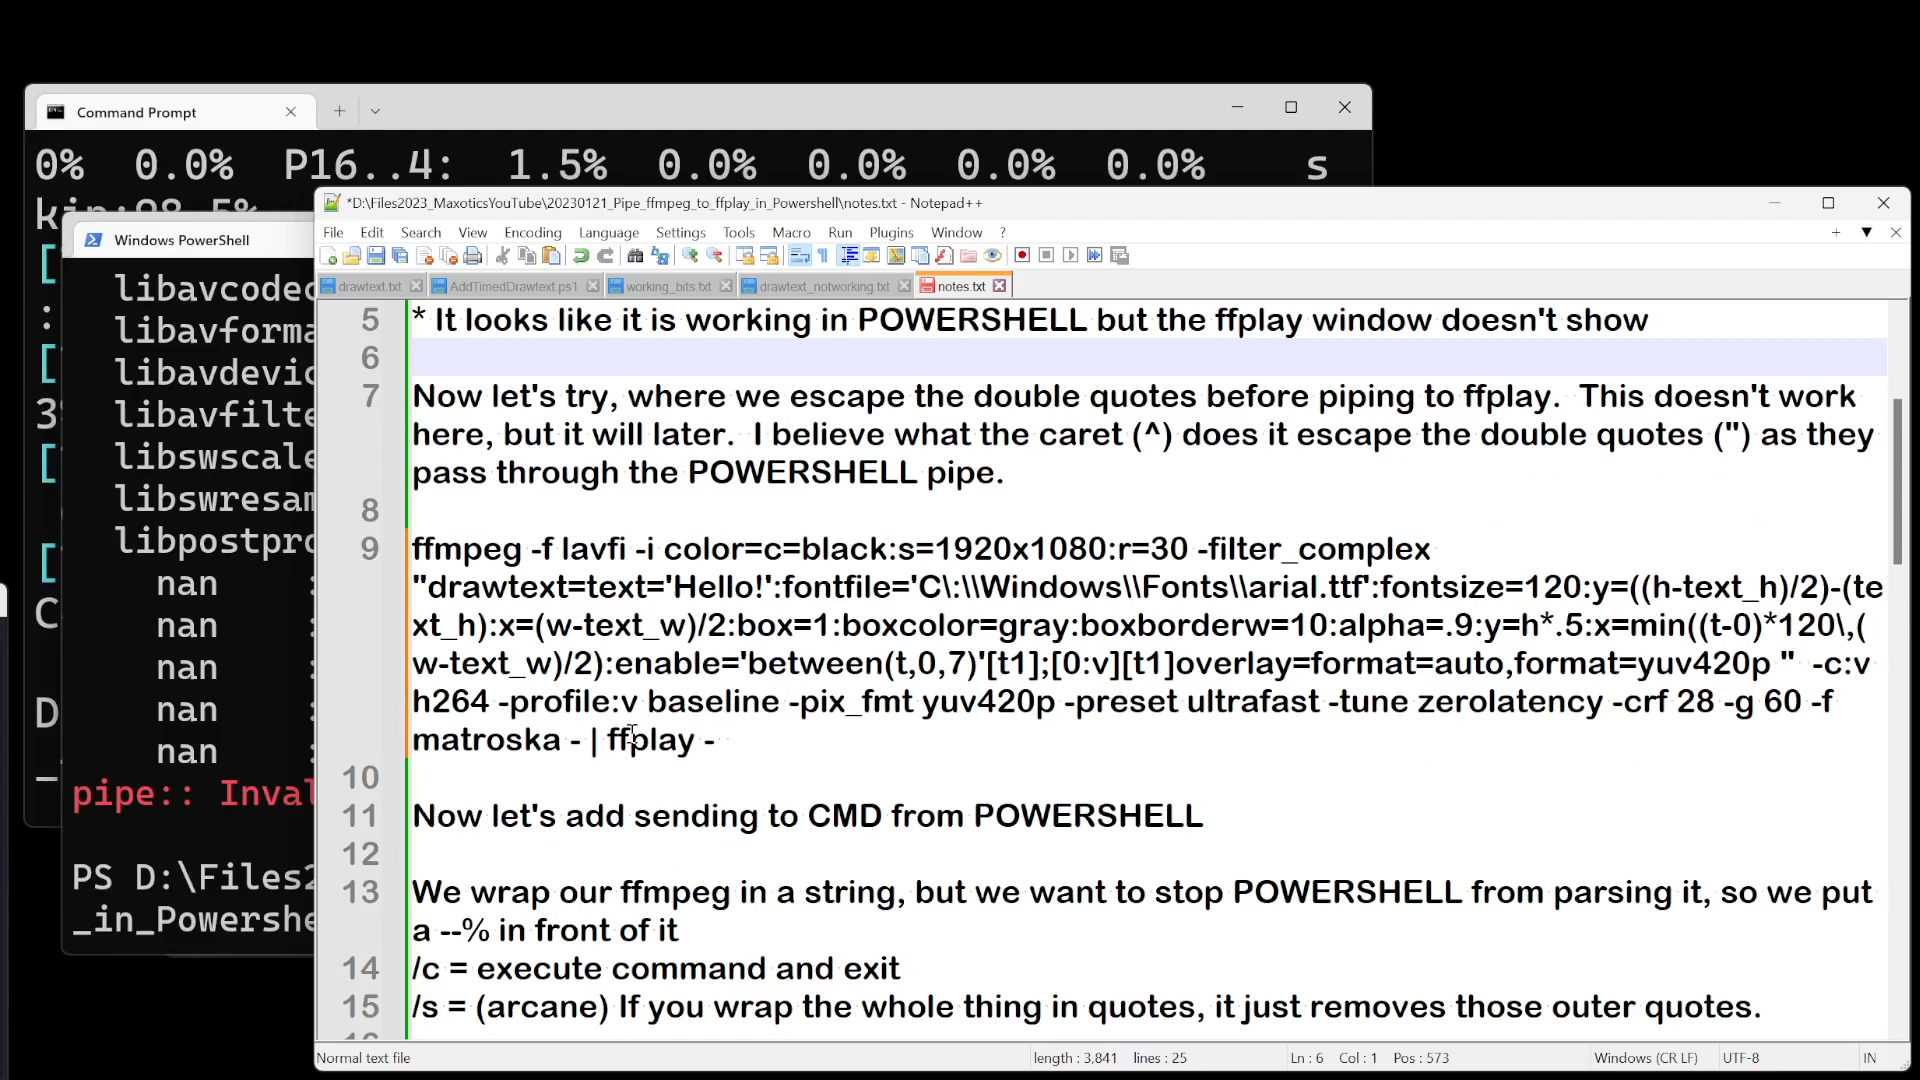 Command Prompt
0% 0.0% P16..4: 1.5% 0.0% 0.0% 0.0% 0.0% s
*D:\Files2023_MaxoticsYouTube\20230121_Pipe_ffmpeg_to_ffplay_in_Powershell\notes.txt - Notepad++
Windows PowerShell
File Edit Search View Encoding Language Settings Tools Macro Run Plugins Window ?
drawtext.txt AddTimedDrawtext.ps1 working_bits.txt drawtext_notworking.txt notes.txt
libavcodec
libavforma
libavdevic
libavfilte
libswscale
libswresam
libpostpro
nan :
nan :
nan :
nan :
nan :
pipe:: Inval
PS D:\Files2
_in_Powershe
5 * It looks like it is working in POWERSHELL but the ffplay window doesn't show
6
7 Now let's try, where we escape the double quotes before piping to ffplay. This doesn't work
here, but it will later. I believe what the caret (^) does it escape the double quotes (") as they
pass through the POWERSHELL pipe.
8
9 ffmpeg -f lavfi -i color=c=black:s=1920x1080:r=30 -filter_complex
"drawtext=text='Hello!':fontfile='C\:\\Windows\\Fonts\\arial.ttf':fontsize=120:y=((h-text_h)/2)-(te
xt_h):x=(w-text_w)/2:box=1:boxcolor=gray:boxborderw=10:alpha=.9:y=h*.5:x=min((t-0)*120\,(
w-text_w)/2):enable='between(t,0,7)'[t1];[0:v][t1]overlay=format=auto,format=yuv420p " -c:v
h264 -profile:v baseline -pix_fmt yuv420p -preset ultrafast -tune zerolatency -crf 28 -g 60 -f
matroska - | ffplay -
10
11 Now let's add sending to CMD from POWERSHELL
12
13 We wrap our ffmpeg in a string, but we want to stop POWERSHELL from parsing it, so we put
a --% in front of it
14 /c = execute command and exit
15 /s = (arcane) If you wrap the whole thing in quotes, it just removes those outer quotes.
Normal text file length : 3,841 lines : 25 Ln : 6 Col : 1 Pos : 573 Windows (CR LF) UTF-8 IN